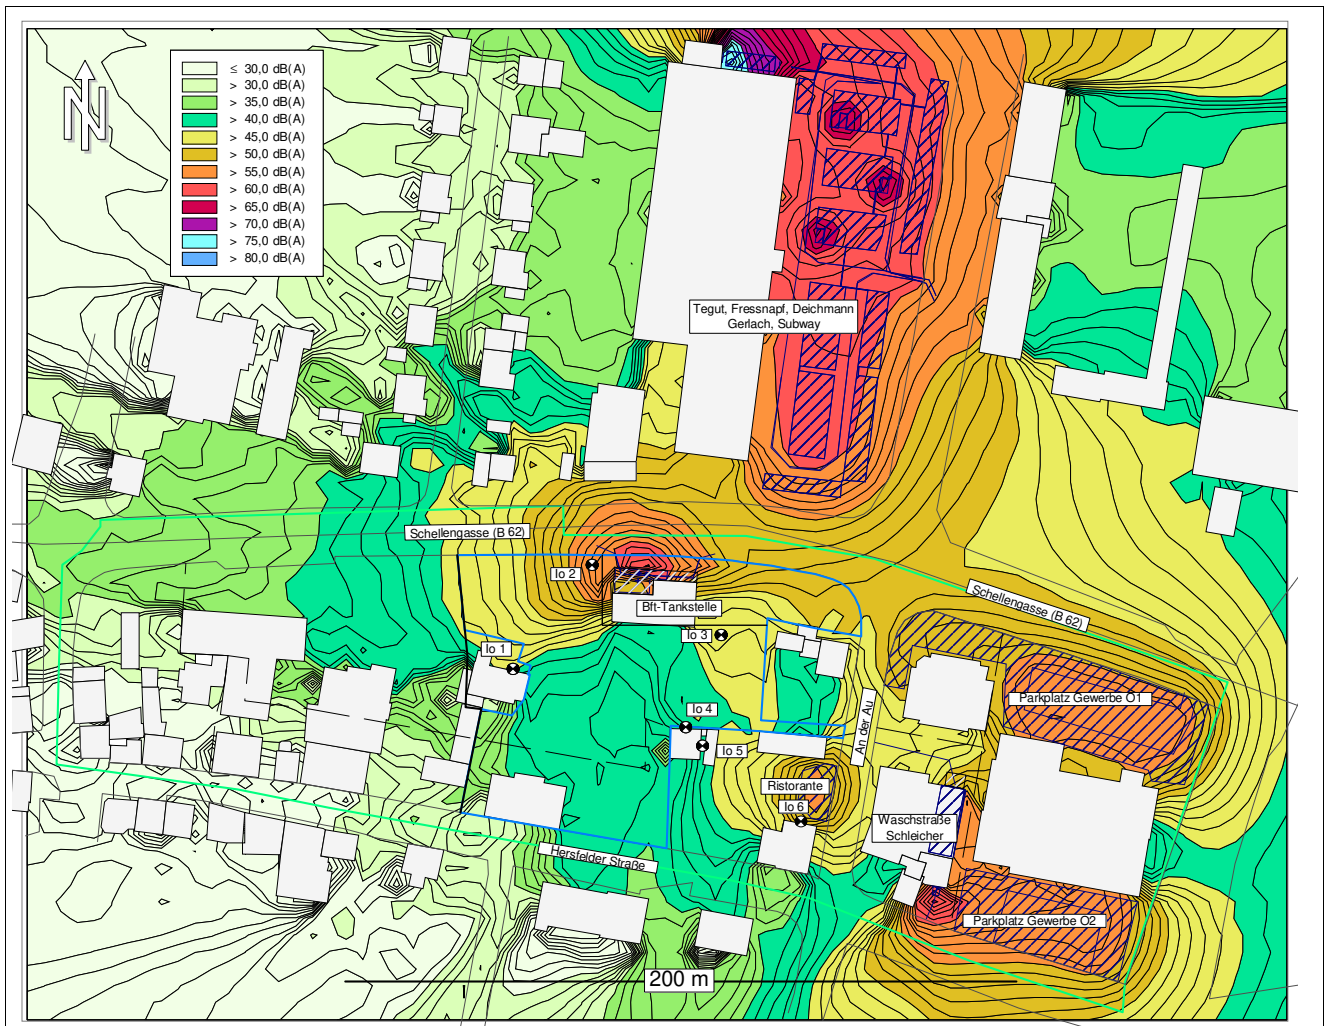 N
≤ 30,0 dB(A)
> 30,0 dB(A)
> 35,0 dB(A)
> 40,0 dB(A)
> 45,0 dB(A)
> 50,0 dB(A)
> 55,0 dB(A)
> 60,0 dB(A)
> 65,0 dB(A)
> 70,0 dB(A)
> 75,0 dB(A)
> 80,0 dB(A)
Tegut, Fressnapf, Deichmann
Gerlach, Subway
Schellengasse (B 62)
Io 2
Bft-Tankstelle
Schellengasse (B 62)
Io 3
Io 1
Parkplatz Gewerbe O1
Io 4
An der Au
Io 5
Ristorante
Io 6
Waschstraße
Schleicher
Hersfelder Straße
Parkplatz Gewerbe O2
200 m